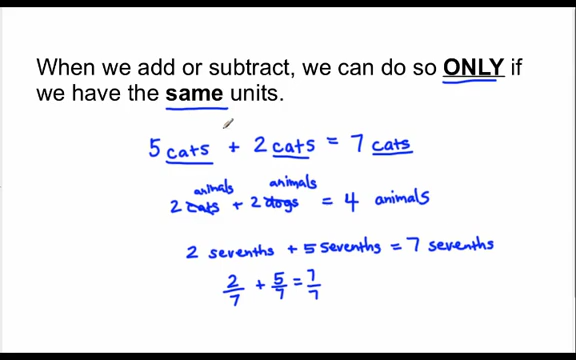 When we add or subtract, we can do so ONLY if
we have the same units.
5 cats + 2 cats = 7 cats
animals animals
2 cats + 2 dogs = 4 animals
2 sevenths + 5 sevenths = 7 sevenths
2/7 + 5/7 = 7/7